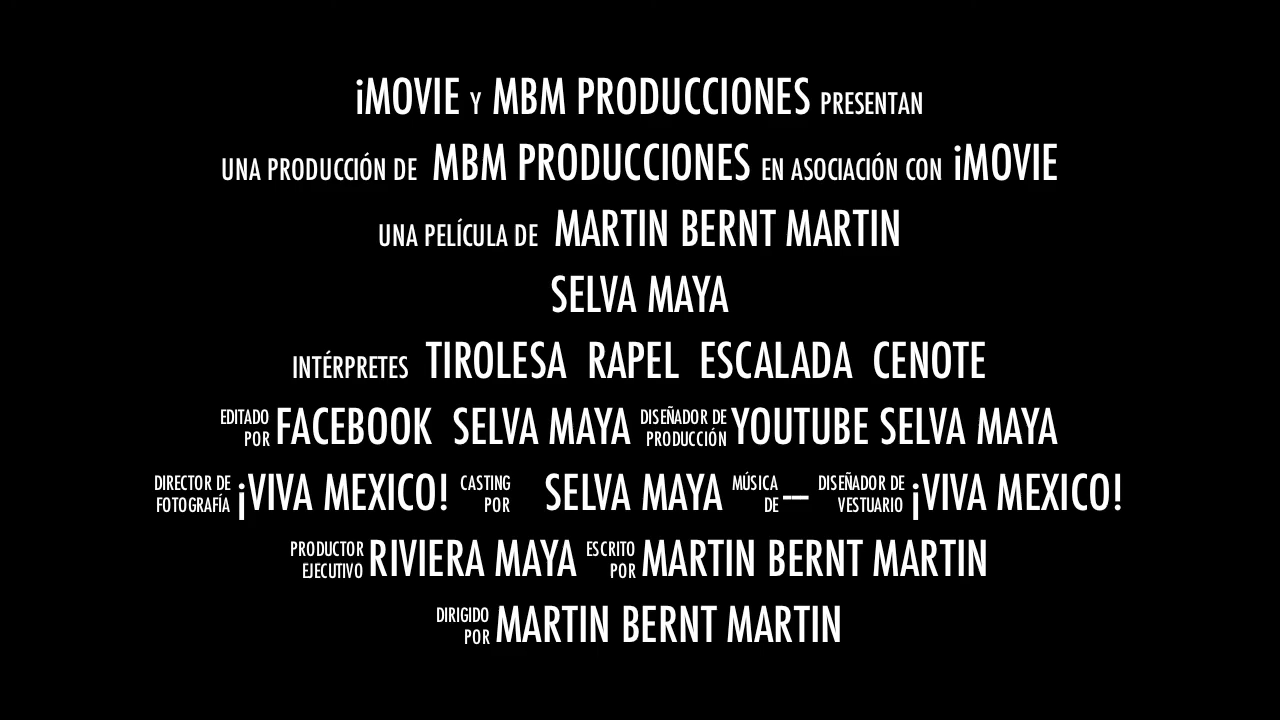 iMOVIE Y MBM PRODUCCIONES PRESENTAN
UNA PRODUCCIÓN DE MBM PRODUCCIONES EN ASOCIACIÓN CON iMOVIE
UNA PELÍCULA DE MARTIN BERNT MARTIN
SELVA MAYA
INTÉRPRETES TIROLESA RAPEL ESCALADA CENOTE
EDITADO POR FACEBOOK SELVA MAYA DISEÑADOR DE PRODUCCIÓN YOUTUBE SELVA MAYA
DIRECTOR DE FOTOGRAFÍA ¡VIVA MEXICO! CASTING POR SELVA MAYA MÚSICA DE -- DISEÑADOR DE VESTUARIO ¡VIVA MEXICO!
PRODUCTOR EJECUTIVO RIVIERA MAYA ESCRITO POR MARTIN BERNT MARTIN
DIRIGIDO POR MARTIN BERNT MARTIN